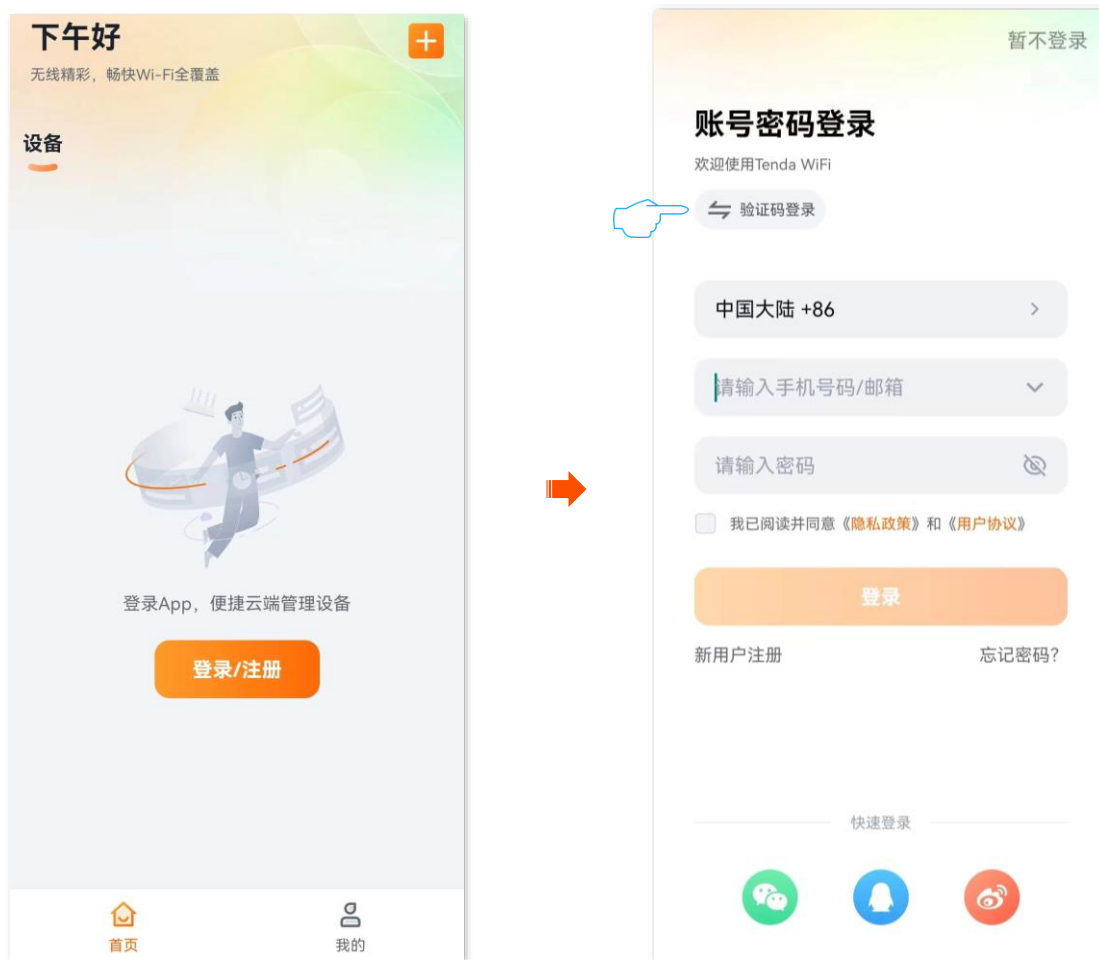 下午好
无线精彩，畅快Wi-Fi全覆盖
设备
登录App，便捷云端管理设备
登录/注册
首页
我的
暂不登录
账号密码登录
欢迎使用Tenda WiFi
验证码登录
中国大陆 +86
请输入手机号码/邮箱
请输入密码
我已阅读并同意《隐私政策》和《用户协议》
登录
新用户注册
忘记密码?
快速登录